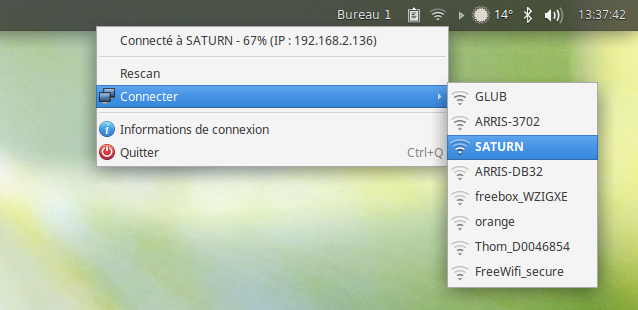 Bureau 1 14° 13:37:42
Connecté à SATURN - 67% (IP : 192.168.2.136)
Rescan
Connecter
Informations de connexion
Quitter Ctrl+Q
GLUB
ARRIS-3702
SATURN
ARRIS-DB32
freebox_WZIGXE
orange
Thom_D0046854
FreeWifi_secure